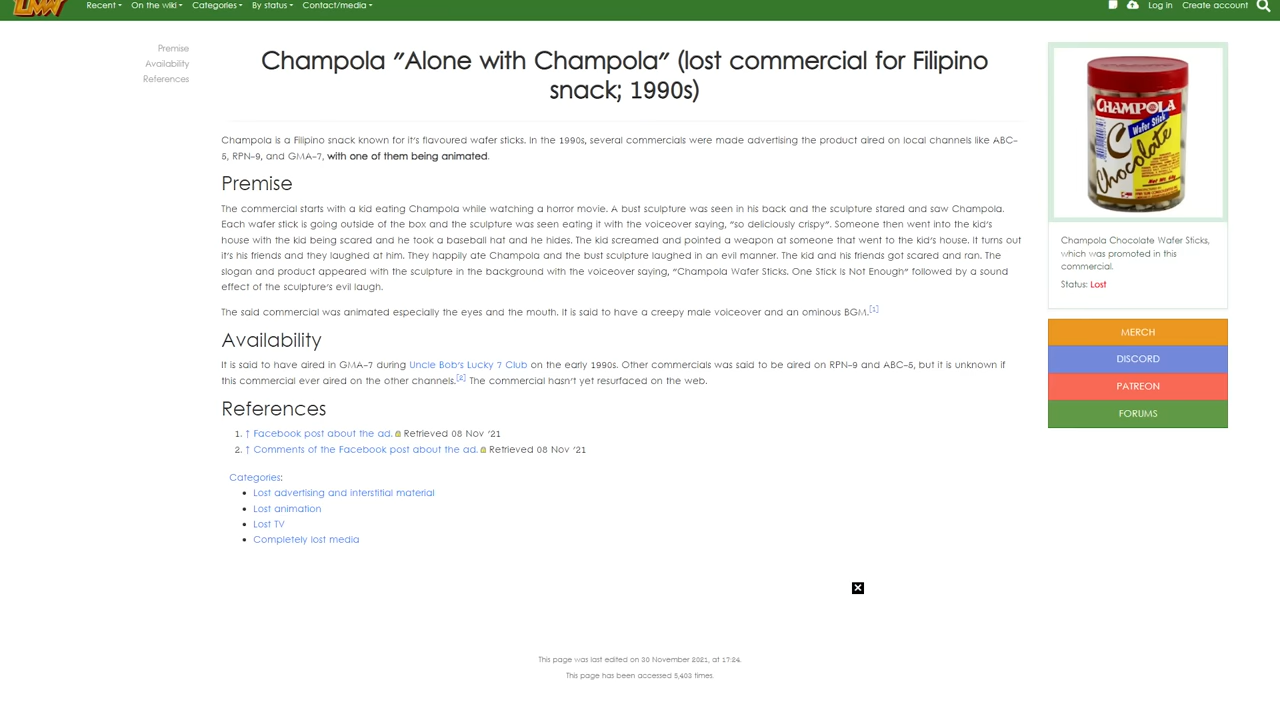 LMW
Recent
On the wiki
Categories
By status
Contact/media
Log in
Create account
Premise
Availability
References
Champola "Alone with Champola" (lost commercial for Filipino
snack; 1990s)
Champola is a Filipino snack known for it's flavoured wafer sticks. In the 1990s, several commercials were made advertising the product aired on local channels like ABC-
5, RPN-9, and GMA-7, with one of them being animated.
Premise
The commercial starts with a kid eating Champola while watching a horror movie. A bust sculpture was seen in his back and the sculpture stared and saw Champola.
Each wafer stick is going outside of the box and the sculpture was seen eating it with the voiceover saying, "so deliciously crispy". Someone then went into the kid's
house with the kid being scared and he took a baseball hat and he hides. The kid screamed and pointed a weapon at someone that went to the kid's house. It turns out
it's his friends and they laughed at him. They happily ate Champola and the bust sculpture laughed in an evil manner. The kid and his friends got scared and ran. The
slogan and product appeared with the sculpture in the background with the voiceover saying, "Champola Wafer Sticks. One Stick is Not Enough" followed by a sound
effect of the sculpture's evil laugh.
The said commercial was animated especially the eyes and the mouth. It is said to have a creepy male voiceover and an ominous BGM.[1]
Availability
It is said to have aired in GMA-7 during Uncle Bob's Lucky 7 Club on the early 1990s. Other commercials was said to be aired on RPN-9 and ABC-5, but it is unknown if
this commercial ever aired on the other channels.[2] The commercial hasn't yet resurfaced on the web.
References
1. ↑ Facebook post about the ad. Retrieved 08 Nov '21
2. ↑ Comments of the Facebook post about the ad. Retrieved 08 Nov '21
Categories:
Lost advertising and interstitial material
Lost animation
Lost TV
Completely lost media
CHAMPOLA
Wafer Stick
Chocolate
Champola Chocolate Wafer Sticks,
which was promoted in this
commercial.
Status: Lost
MERCH
DISCORD
PATREON
FORUMS
This page was last edited on 30 November 2021, at 17:24.
This page has been accessed 5,403 times.